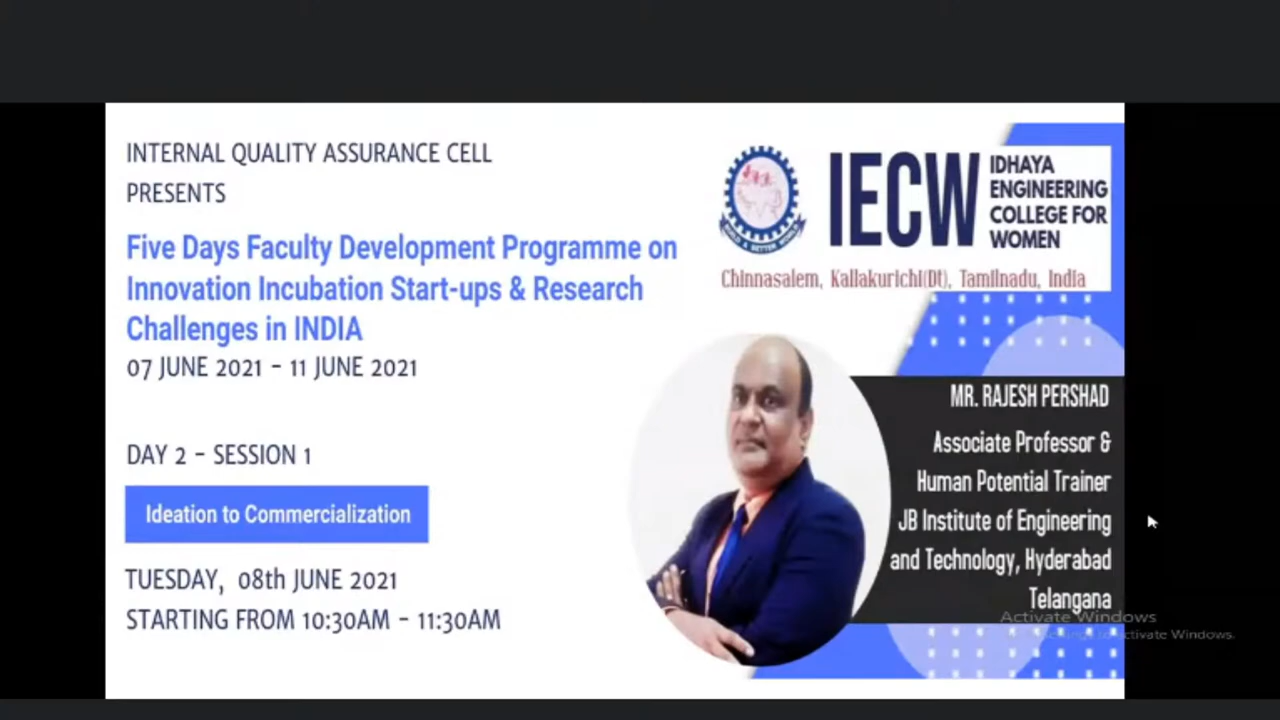 INTERNAL QUALITY ASSURANCE CELL
PRESENTS
Five Days Faculty Development Programme on
Innovation Incubation Start-ups & Research
Challenges in INDIA
07 JUNE 2021 - 11 JUNE 2021
DAY 2 - SESSION 1
Ideation to Commercialization
TUESDAY, 08th JUNE 2021
STARTING FROM 10:30AM - 11:30AM
IECW
IDHAYA
ENGINEERING
COLLEGE FOR
WOMEN
Chinnasalem, Kallakurichi(Dt), Tamilnadu, India
MR. RAJESH PERSHAD
Associate Professor &
Human Potential Trainer
JB Institute of Engineering
and Technology, Hyderabad
Telangana
Activate Windows
to activate Windows.